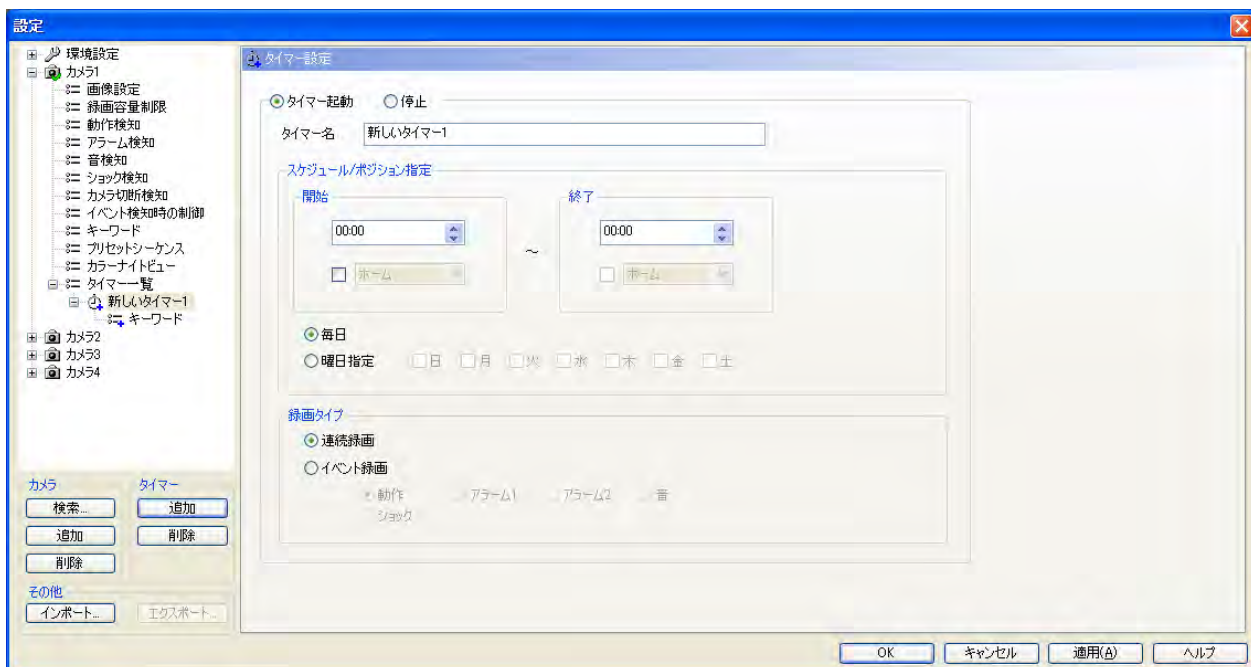 設定
環境設定
カメラ1
画像設定
録画容量制限
動作検知
アラーム検知
音検知
ショック検知
カメラ切断検知
イベント検知時の制御
キーワード
プリセットシーケンス
カラーナイトビュー
タイマー一覧
新しいタイマー1
キーワード
カメラ2
カメラ3
カメラ4
カメラ タイマー
検索... 追加
追加 削除
削除
その他
インポート... エクスポート...
タイマー設定
タイマー起動 停止
タイマー名 新しいタイマー1
スケジュール/ポジション指定
開始 終了
00:00 ~ 00:00
ホーム ホーム
毎日
曜日指定 日 月 火 水 木 金 土
録画タイプ
連続録画
イベント録画
動作 アラーム1 アラーム2 音
ショック
OK キャンセル 適用(A) ヘルプ